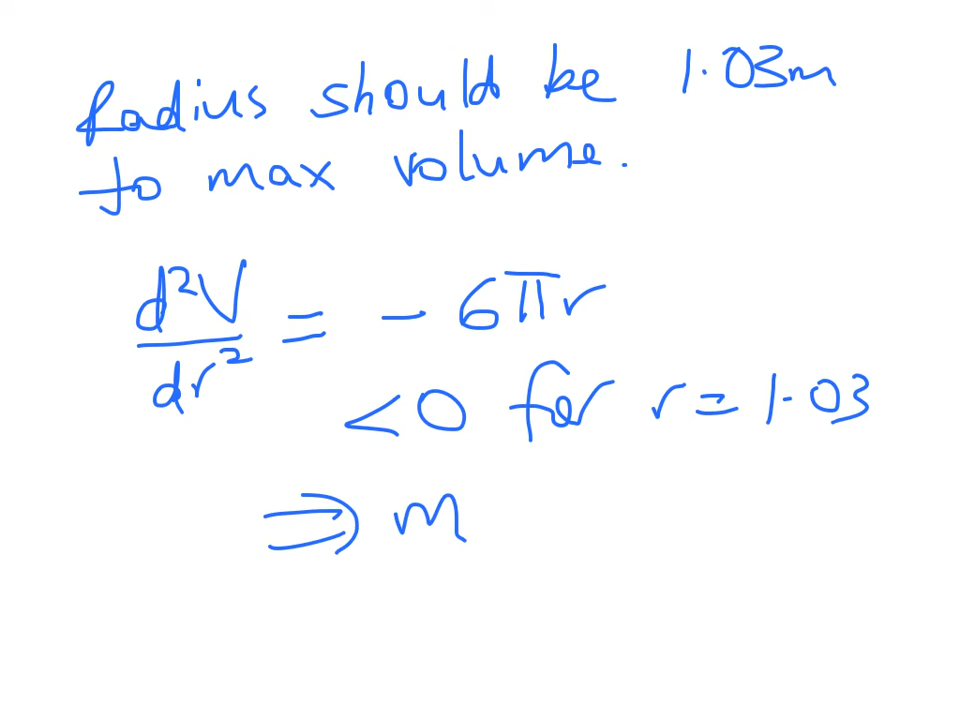 Radius should be 1.03m
to max volume.
d²V/dr² = - 6πr
<0 for r = 1.03
⇒ m